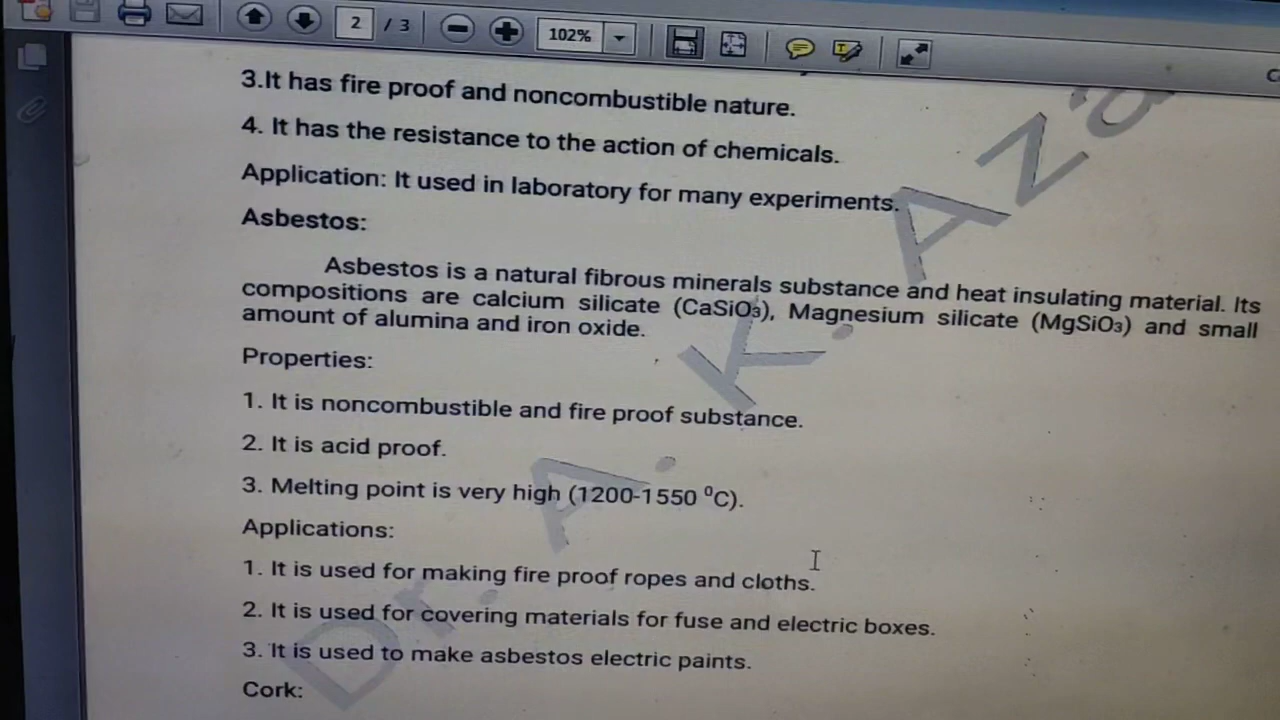 2 / 3
102%
3.It has fire proof and noncombustible nature.
4. It has the resistance to the action of chemicals.
Application: It used in laboratory for many experiments.
Asbestos:
Asbestos is a natural fibrous minerals substance and heat insulating material. Its
compositions are calcium silicate (CaSiO₃), Magnesium silicate (MgSiO₃) and small
amount of alumina and iron oxide.
Properties:
1. It is noncombustible and fire proof substance.
2. It is acid proof.
3. Melting point is very high (1200-1550 ⁰C).
Applications:
1. It is used for making fire proof ropes and cloths.
2. It is used for covering materials for fuse and electric boxes.
3. It is used to make asbestos electric paints.
Cork:
Dr. A. K. Aza